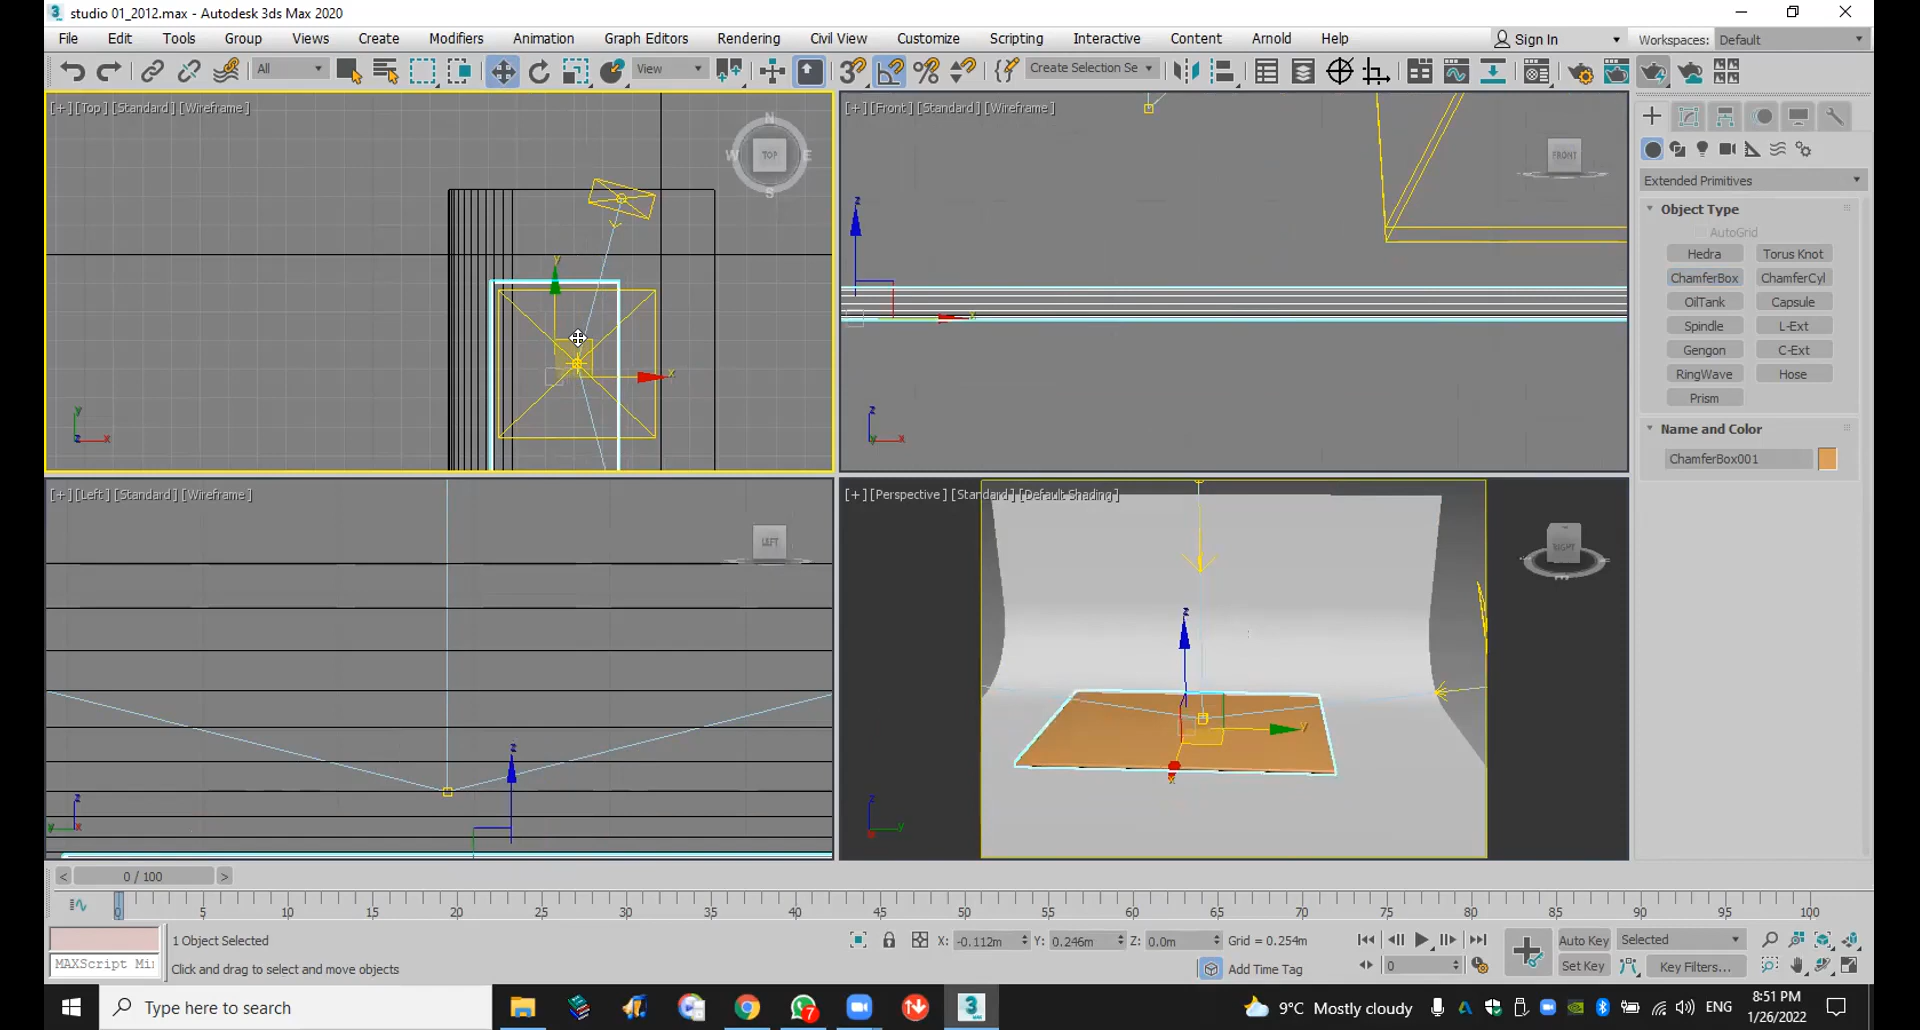 studio 01_2012.max - Autodesk 3ds Max 2020
File Edit Tools Group Views Create Modifiers Animation Graph Editors Rendering Civil View Customize Scripting Interactive Content Arnold Help Sign In Workspaces: Default
All View Create Selection Se
[+] [Top] [Standard] [Wireframe]
[+] [Front] [Standard] [Wireframe]
N
W TOP E
S
FRONT
y
x
z
x
y
x
z
x
z
x
y
Extended Primitives
Object Type
AutoGrid
Hedra Torus Knot
ChamferBox ChamferCyl
OilTank Capsule
Spindle L-Ext
Gengon C-Ext
RingWave Hose
Prism
Name and Color
ChamferBox001
[+] [Left] [Standard] [Wireframe]
[+] [Perspective] [Standard] [Default Shading]
LEFT
RIGHT
z
z
y
x
z
y
x
z
y
< 0 / 100 >
0 5 10 15 20 25 30 35 40 45 50 55 60 65 70 75 80 85 90 95 100
1 Object Selected
X: -0.112m Y: 0.246m Z: 0.0m Grid = 0.254m
Auto Key Selected
MAXScript Mi
Click and drag to select and move objects
Add Time Tag
0
Set Key Key Filters...
Type here to search
7
3
9°C Mostly cloudy
ENG
8:51 PM
1/26/2022